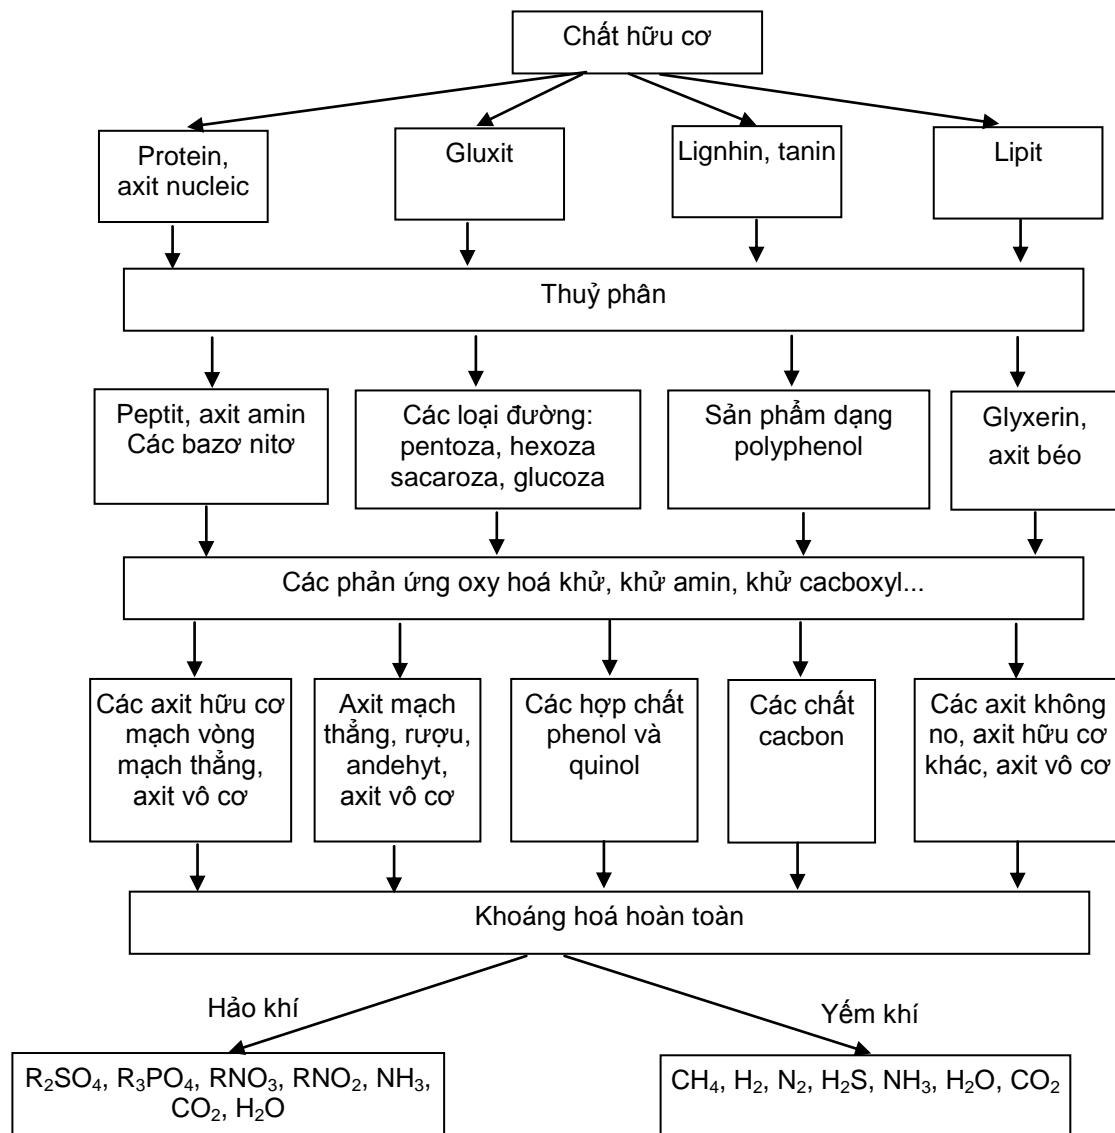 Chất hữu cơ
Protein,
axit nucleic
Gluxit
Lignhin, tanin
Lipit
Thuỷ phân
Peptit, axit amin
Các bazơ nitơ
Các loại đường:
pentoza, hexoza
sacaroza, glucoza
Sản phẩm dạng
polyphenol
Glyxerin,
axit béo
Các phản ứng oxy hoá khử, khử amin, khử cacboxyl...
Các axit hữu cơ
mạch vòng
mạch thẳng,
axit vô cơ
Axit mạch
thẳng, rượu,
andehyt,
axit vô cơ
Các hợp chất
phenol và
quinol
Các chất
cacbon
Các axit không
no, axit hữu cơ
khác, axit vô cơ
Khoáng hoá hoàn toàn
Hảo khí
Yếm khí
R₂SO₄, R₃PO₄, RNO₃, RNO₂, NH₃,
CO₂, H₂O
CH₄, H₂, N₂, H₂S, NH₃, H₂O, CO₂